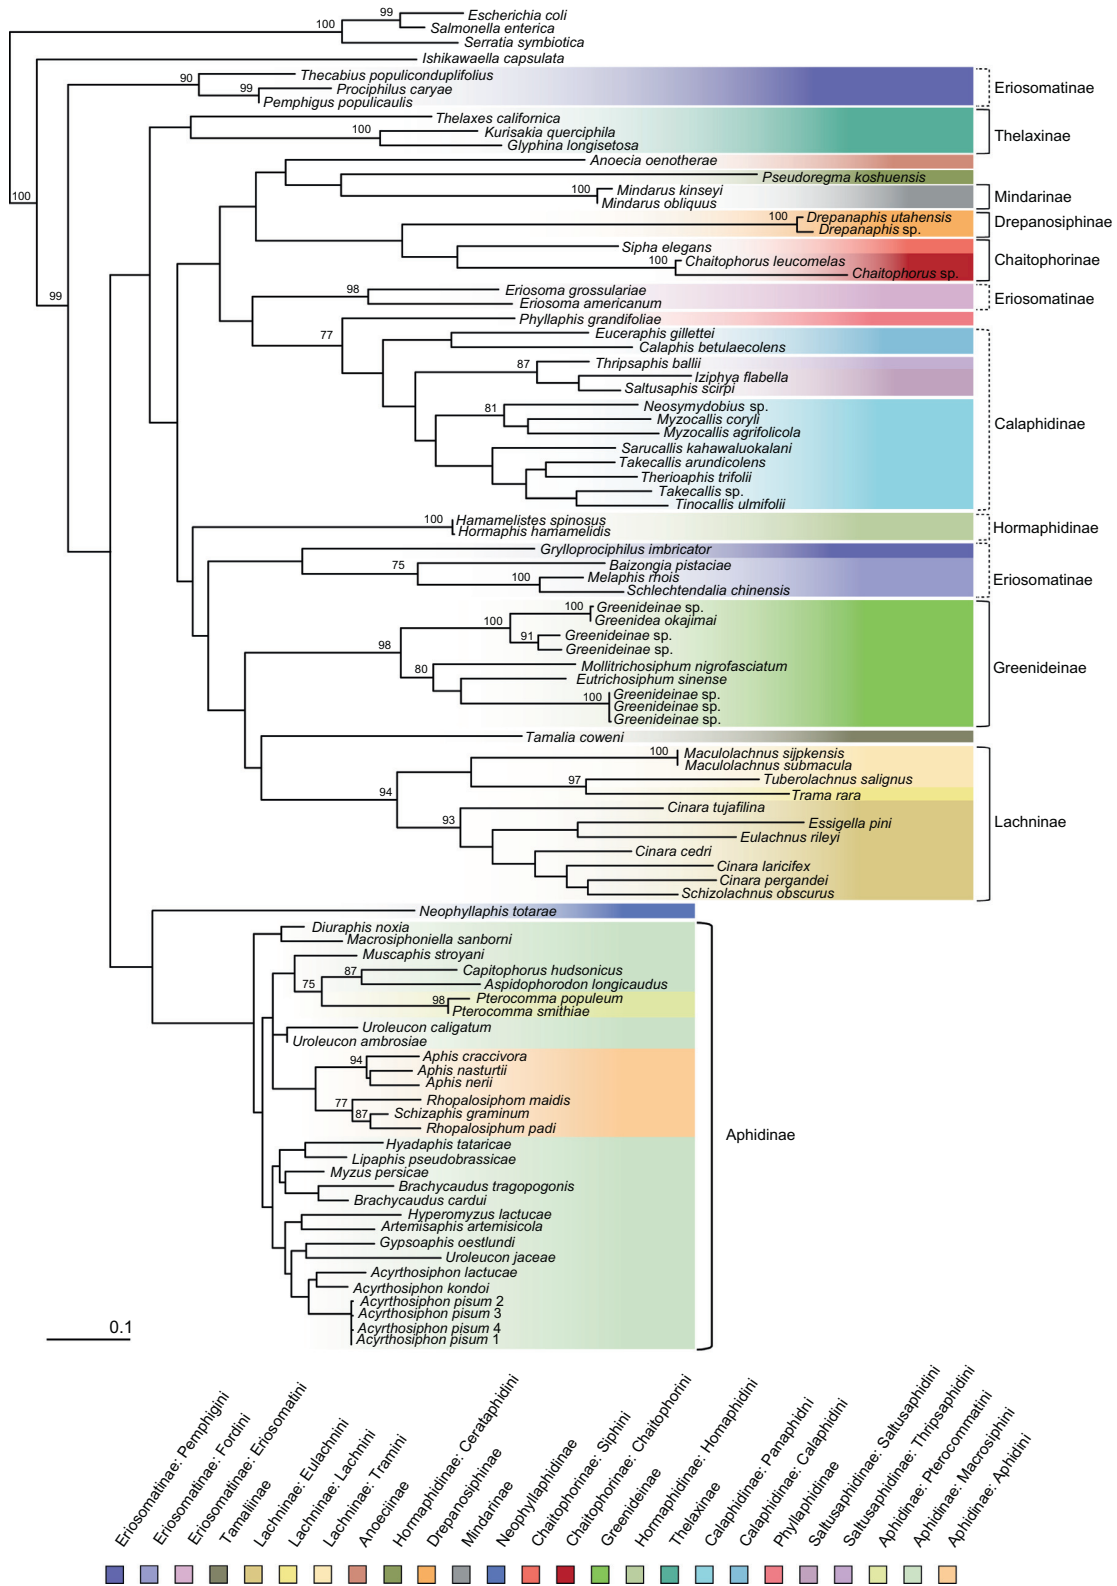 Escherichia coli
99
Salmonella enterica
100
Serratia symbiotica
Ishikawaella capsulata
Thecabius populiconduplifolius
90
Prociphilus caryae
99
Pemphigus populicaulis
Eriosomatinae
Thelaxes californica
Kurisakia querciphila
100
Glyphina longisetosa
Thelaxinae
Anoecia oenotherae
Pseudoregma koshuensis
Mindarus kinseyi
100
Mindarus obliquus
Mindarinae
100
Drepanaphis utahensis
100
Drepanaphis sp.
Drepanosiphinae
Sipha elegans
Chaitophorus leucomelas
100
Chaitophorus sp.
Chaitophorinae
Eriosoma grossulariae
98
Eriosoma americanum
Eriosomatinae
99
Phyllaphis grandifoliae
77
Euceraphis gillettei
Calaphis betulaecolens
Thripsaphis ballii
87
Iziphya flabella
Saltusaphis scirpi
Neosymydobius sp.
81
Myzocallis coryli
Myzocallis agrifolicola
Calaphidinae
Sarucallis kahawaluokalani
Takecallis arundicolens
Therioaphis trifolii
Takecallis sp.
Tinocallis ulmifolii
Hamamelistes spinosus
100
Hormaphis hamamelidis
Hormaphidinae
Grylloprociphilus imbricator
Baizongia pistaciae
75
Melaphis rhois
100
Schlechtendalia chinensis
Eriosomatinae
Greenideinae sp.
100
Greenidea okajimai
100
Greenideinae sp.
91
Greenideinae sp.
98
Mollitrichosiphum nigrofasciatum
80
Eutrichosiphum sinense
Greenideinae sp.
100
Greenideinae sp.
Greenideinae sp.
Greenideinae
Tamalia coweni
Maculolachnus sijpkensis
100
Maculolachnus submacula
Tuberolachnus salignus
97
Trama rara
94
Cinara tujafilina
93
Essigella pini
Eulachnus rileyi
Cinara cedri
Cinara laricifex
Cinara pergandei
Schizolachnus obscurus
Lachninae
Neophyllaphis totarae
Diuraphis noxia
Macrosiphoniella sanborni
Muscaphis stroyani
Capitophorus hudsonicus
87
Aspidophorodon longicaudus
75
Pterocomma populeum
98
Pterocomma smithiae
Uroleucon caligatum
Uroleucon ambrosiae
Aphis craccivora
94
Aphis nasturtii
Aphis nerii
Rhopalosiphom maidis
77
Schizaphis graminum
87
Rhopalosiphum padi
Aphidinae
Hyadaphis tataricae
Lipaphis pseudobrassicae
Myzus persicae
Brachycaudus tragopogonis
Brachycaudus cardui
Hyperomyzus lactucae
Artemisaphis artemisicola
Gypsoaphis oestlundi
Uroleucon jaceae
Acyrthosiphon lactucae
Acyrthosiphon kondoi
Acyrthosiphon pisum 2
Acyrthosiphon pisum 3
Acyrthosiphon pisum 4
Acyrthosiphon pisum 1
0.1
Eriosomatinae: Pemphigini
Eriosomatinae: Fordini
Eriosomatinae: Eriosomatini
Tamaliinae
Lachninae: Eulachnini
Lachninae: Lachnini
Lachninae: Tramini
Anoeciinae
Hormaphidinae: Cerataphidini
Drepanosiphinae
Mindarinae
Neophyllaphidinae
Chaitophorinae: Siphini
Chaitophorinae: Chaitophorini
Greenideinae
Hormaphidinae: Homaphidini
Thelaxinae
Calaphidinae: Panaphidni
Calaphidinae: Calaphidini
Phyllaphidinae
Saltusaphidinae: Saltusaphidini
Saltusaphidinae: Thripsaphidini
Aphidinae: Pterocommatini
Aphidinae: Macrosiphini
Aphidinae: Aphidini